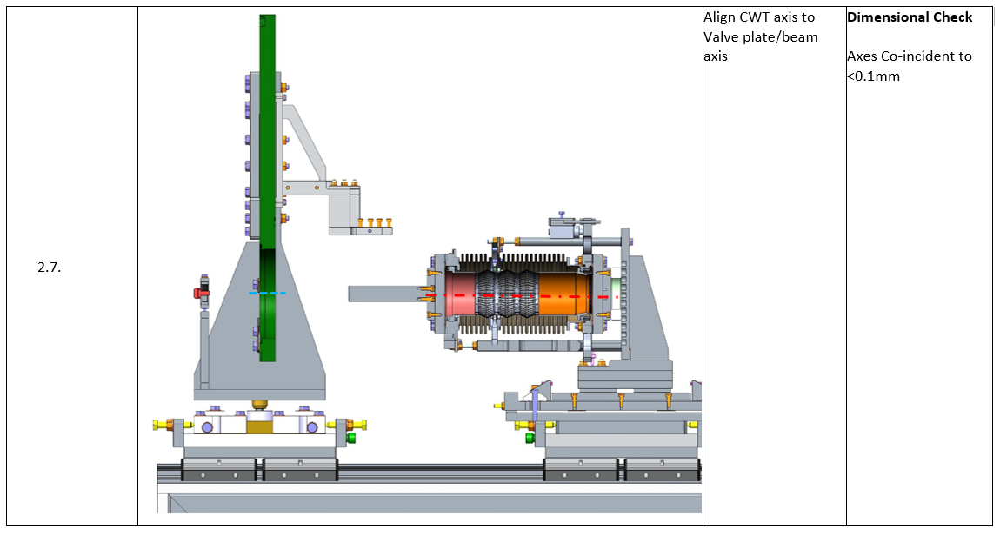 2.7.
Align CWT axis to
Valve plate/beam
axis
Dimensional Check
Axes Co-incident to
<0.1mm